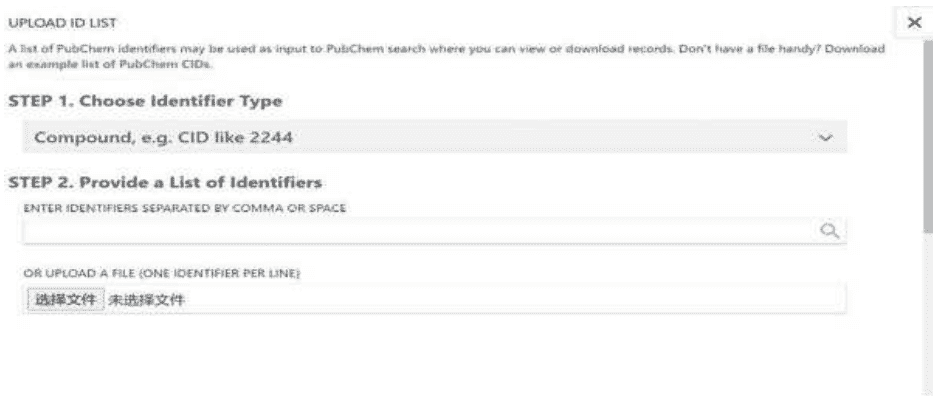 UPLOAD ID LIST
A list of PubChem identifiers may be used as input to PubChem search where you can view or download records. Don't have a file handy? Download
an example list of PubChem CIDs.
STEP 1. Choose Identifier Type
Compound, e.g. CID like 2244
STEP 2. Provide a List of Identifiers
ENTER IDENTIFIERS SEPARATED BY COMMA OR SPACE
OR UPLOAD A FILE (ONE IDENTIFIER PER LINE)
选择文件 未选择文件